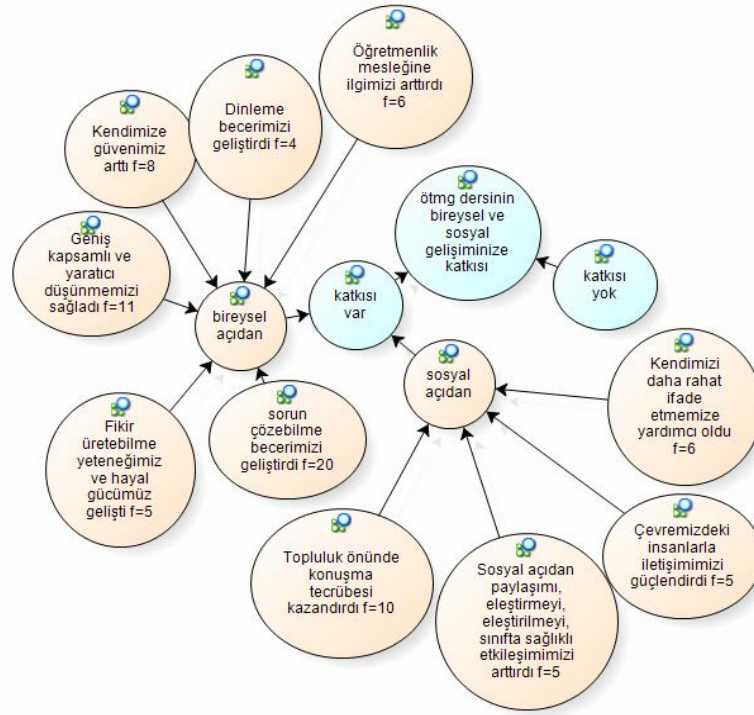 Öğretmenlik
mesleğine
ilgimizi arttırdı
f=6
Dinleme
becerimizi
geliştirdi f=4
Kendimize
güvenimiz
arttı f=8
Geniş
kapsamlı ve
yaratıcı
düşünmemizi
sağladı f=11
ötmg dersinin
bireysel ve
sosyal
gelişiminize
katkısı
katkısı
yok
katkısı
var
bireysel
açıdan
sosyal
açıdan
Kendimizi
daha rahat
ifade
etmemize
yardımcı oldu
f=6
Fikir
üretebilme
yeteneğimiz
ve hayal
gücümüz
gelişti f=5
sorun
çözebilme
becerimizi
geliştirdi f=20
Topluluk önünde
konuşma
tecrübesi
kazandırdı f=10
Sosyal açıdan
paylaşımı,
eleştirmeyi,
eleştirilmeyi,
sınıfta sağlıklı
etkileşimimizi
arttırdı f=5
Çevremizdeki
insanlarla
iletişimimizi
güçlendirdi f=5